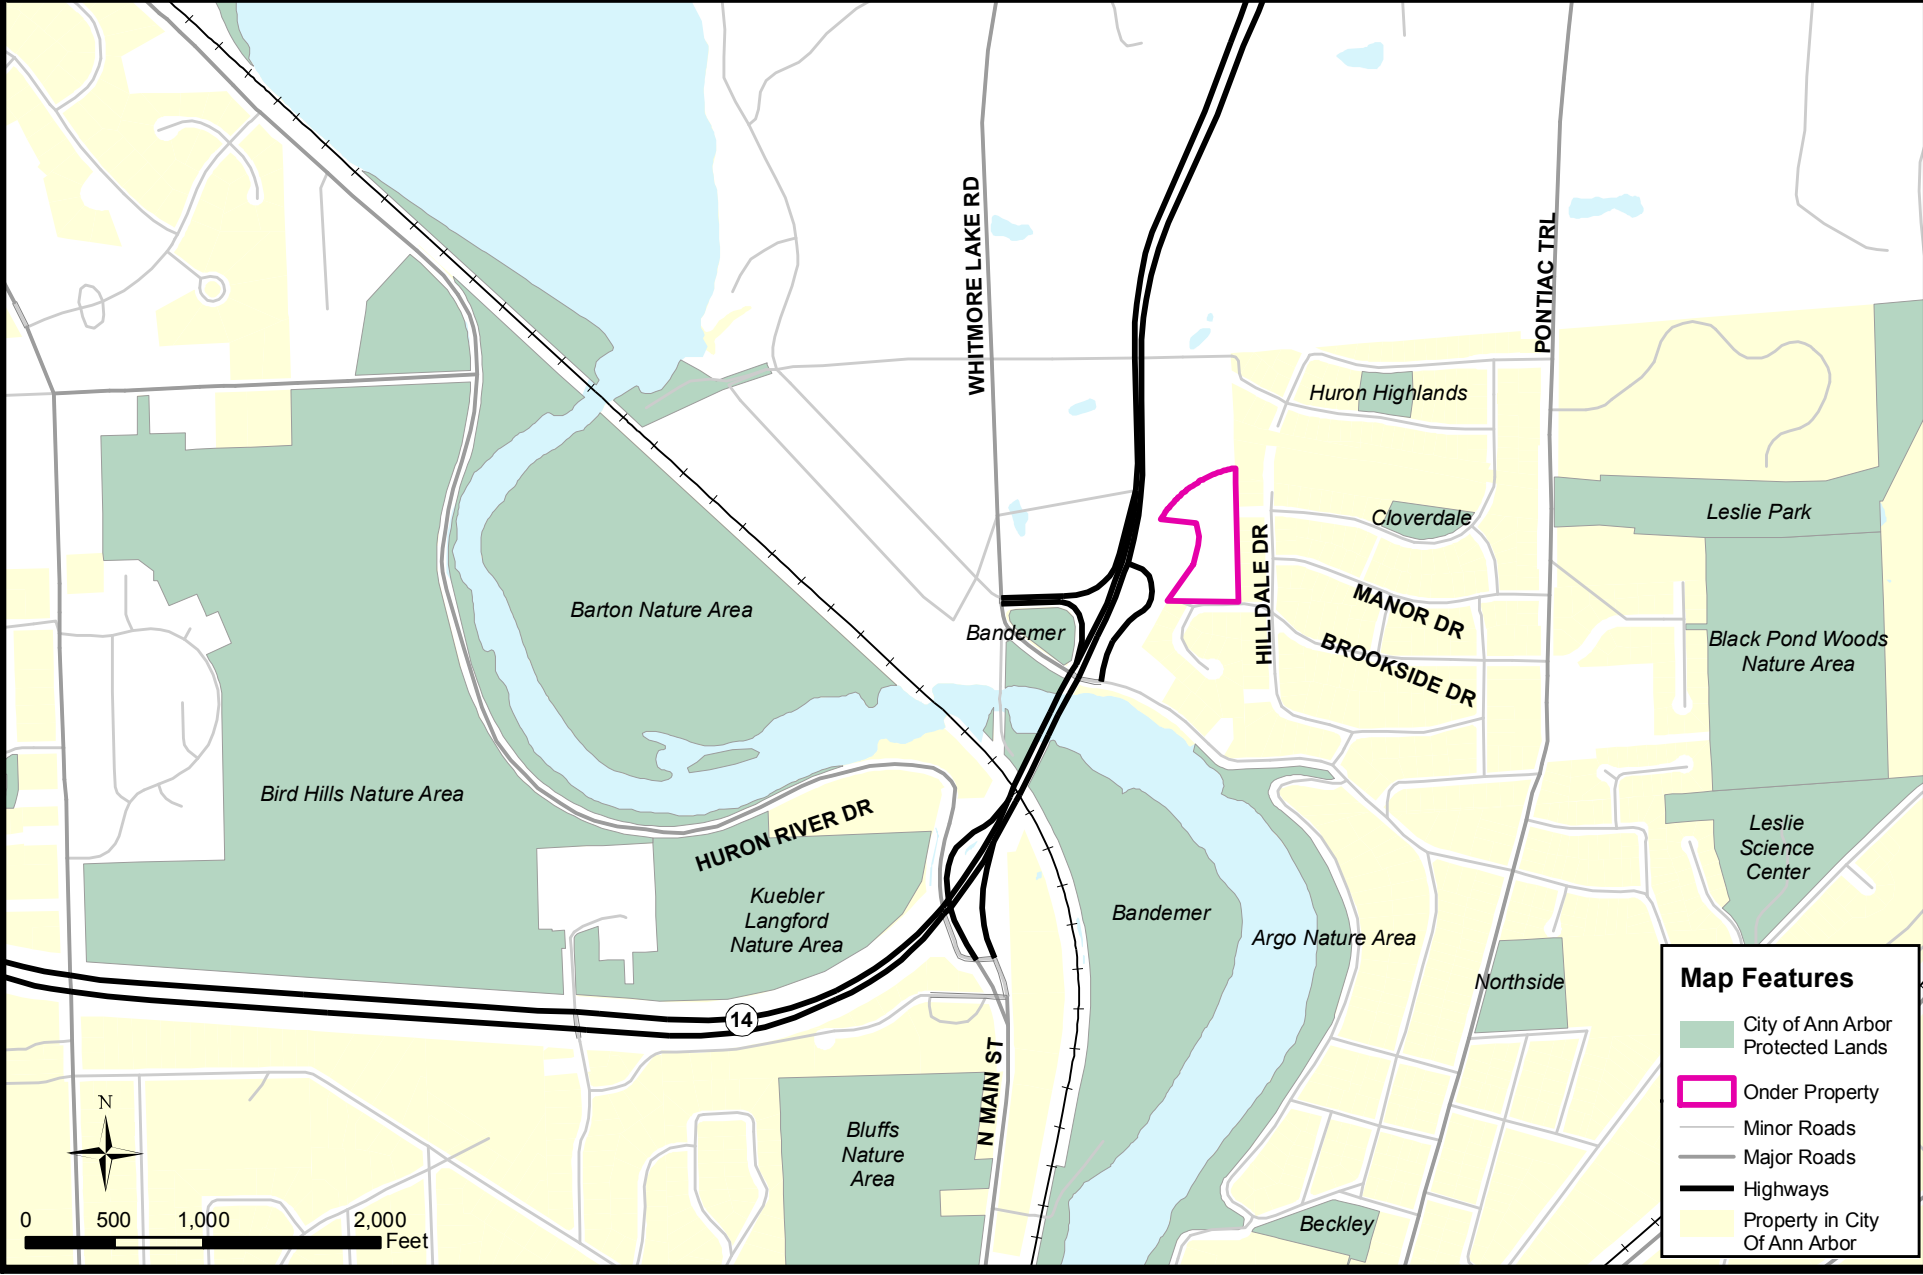 WHITMORE LAKE RD
PONTIAC TRL
Huron Highlands
Cloverdale
Leslie Park
HILLDALE DR
MANOR DR
BROOKSIDE DR
Barton Nature Area
Bandemer
Black Pond Woods
Nature Area
Bird Hills Nature Area
HURON RIVER DR
Leslie
Science
Center
Kuebler
Langford
Nature Area
Bandemer
Argo Nature Area
Northside
14
N MAIN ST
Bluffs
Nature
Area
Beckley
N
0 500 1,000 2,000
Feet
Map Features
City of Ann Arbor
Protected Lands
Onder Property
Minor Roads
Major Roads
Highways
Property in City
Of Ann Arbor